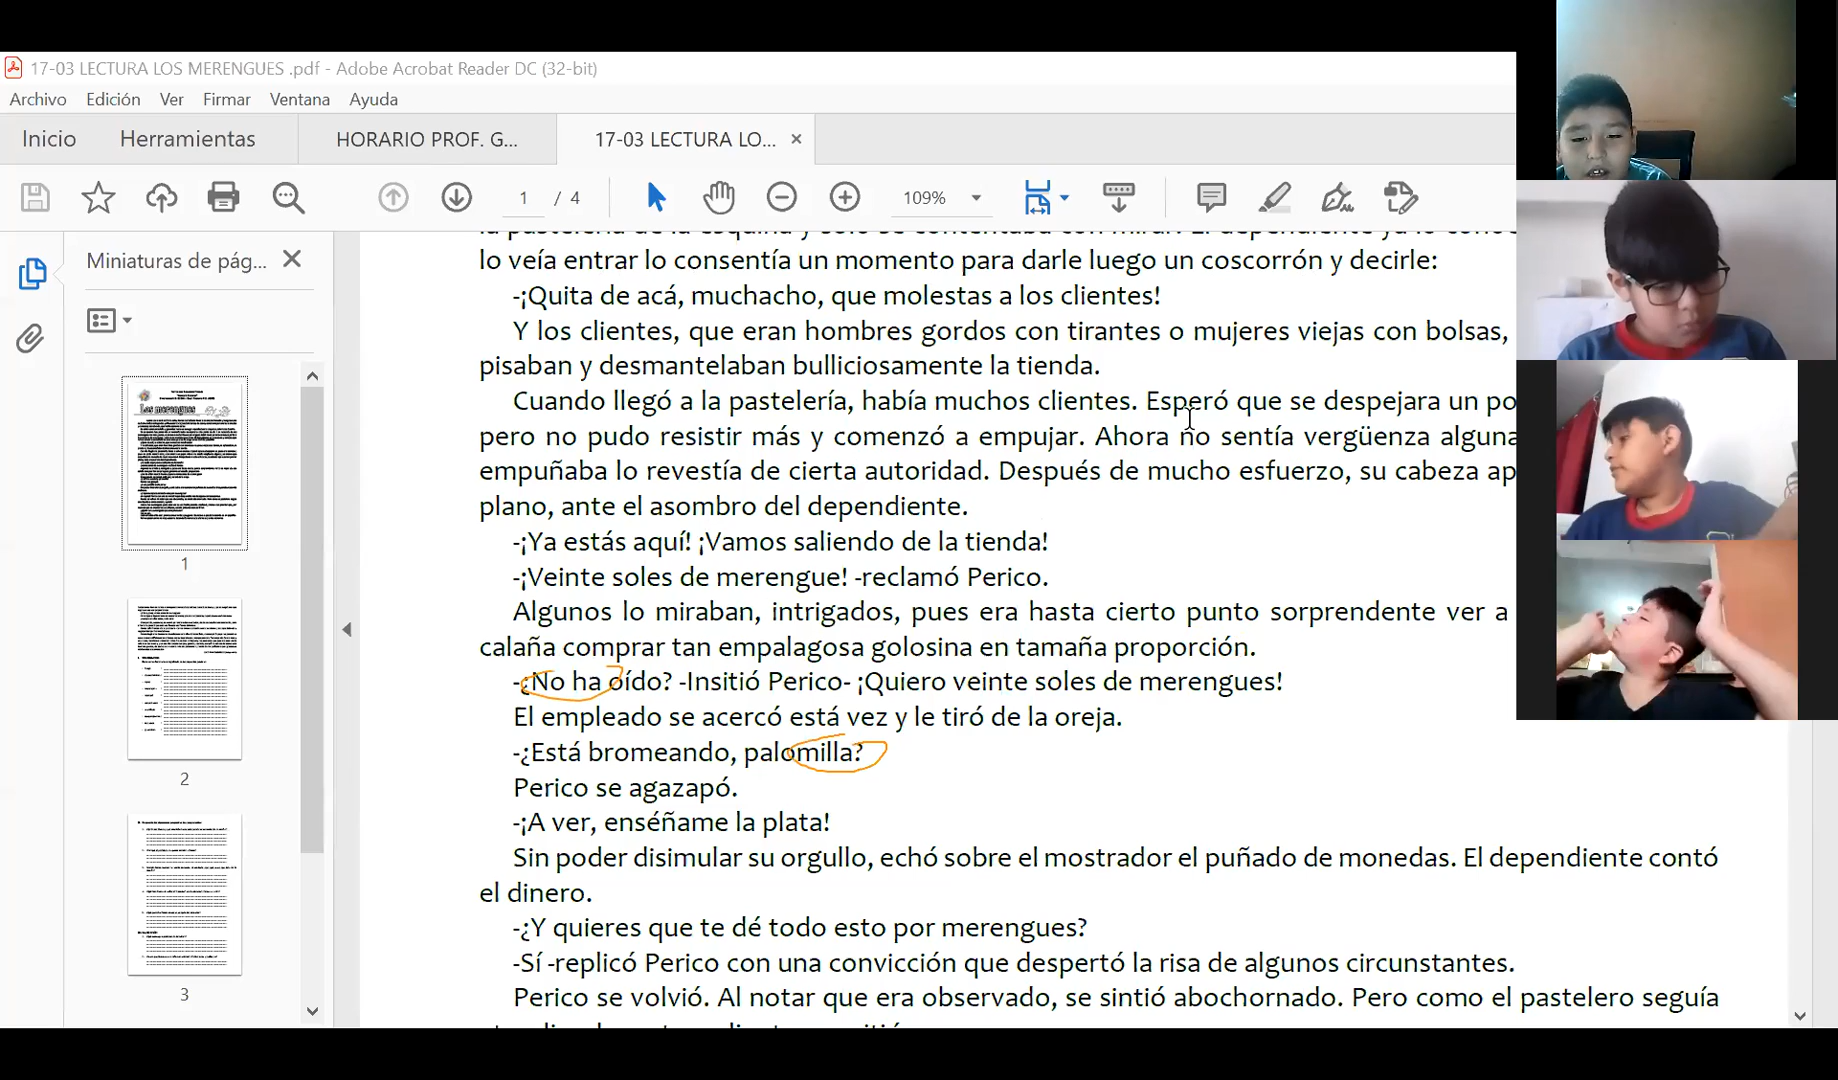 17-03 LECTURA LOS MERENGUES .pdf - Adobe Acrobat Reader DC (32-bit)
Archivo Edición Ver Firmar Ventana Ayuda
Inicio Herramientas HORARIO PROF. G... 17-03 LECTURA LO... ×
1 / 4 109%
Miniaturas de pág...
lo veía entrar lo consentía un momento para darle luego un coscorrón y decirle:
-¡Quita de acá, muchacho, que molestas a los clientes!
Y los clientes, que eran hombres gordos con tirantes o mujeres viejas con bolsas,
pisaban y desmantelaban bulliciosamente la tienda.
Cuando llegó a la pastelería, había muchos clientes. Esperó que se despejara un po
pero no pudo resistir más y comenzó a empujar. Ahora no sentía vergüenza alguna
empuñaba lo revestía de cierta autoridad. Después de mucho esfuerzo, su cabeza ap
plano, ante el asombro del dependiente.
-¡Ya estás aquí! ¡Vamos saliendo de la tienda!
-¡Veinte soles de merengue! -reclamó Perico.
Algunos lo miraban, intrigados, pues era hasta cierto punto sorprendente ver a
calaña comprar tan empalagosa golosina en tamaña proporción.
-¿No ha oído? -Insitió Perico- ¡Quiero veinte soles de merengues!
El empleado se acercó está vez y le tiró de la oreja.
-¿Está bromeando, palomilla?
Perico se agazapó.
-¡A ver, enséñame la plata!
Sin poder disimular su orgullo, echó sobre el mostrador el puñado de monedas. El dependiente contó
el dinero.
-¿Y quieres que te dé todo esto por merengues?
-Sí -replicó Perico con una convicción que despertó la risa de algunos circunstantes.
Perico se volvió. Al notar que era observado, se sintió abochornado. Pero como el pastelero seguía
Los merengues
1
2
3